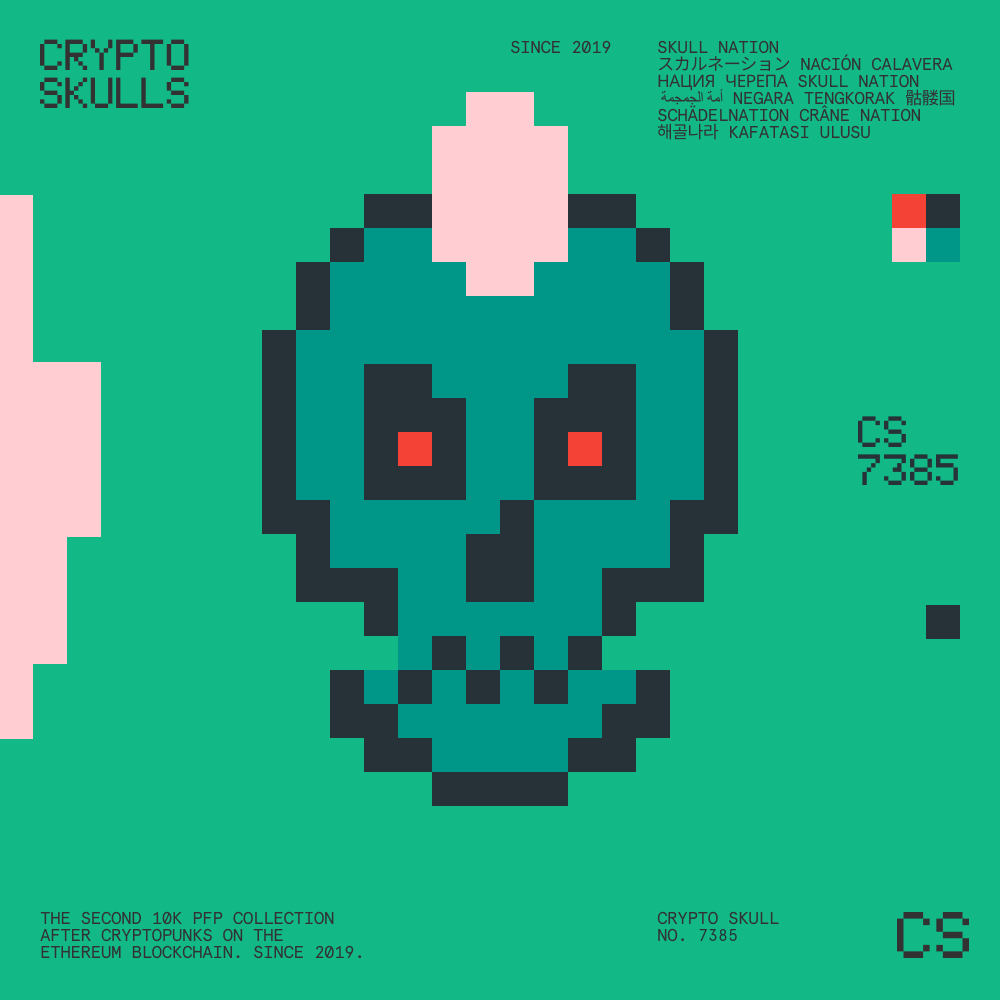 CRYPTO
SKULLS
SINCE 2019
SKULL NATION
スカルネーション NACIÓN CALAVERA
НАЦИЯ ЧЕРЕПА SKULL NATION
أمة الجمجمة NEGARA TENGKORAK 骷髅国
SCHÄDELNATION CRÂNE NATION
해골나라 KAFATASI ULUSU
CS
7385
THE SECOND 10K PFP COLLECTION
AFTER CRYPTOPUNKS ON THE
ETHEREUM BLOCKCHAIN. SINCE 2019.
CRYPTO SKULL
NO. 7385
CS